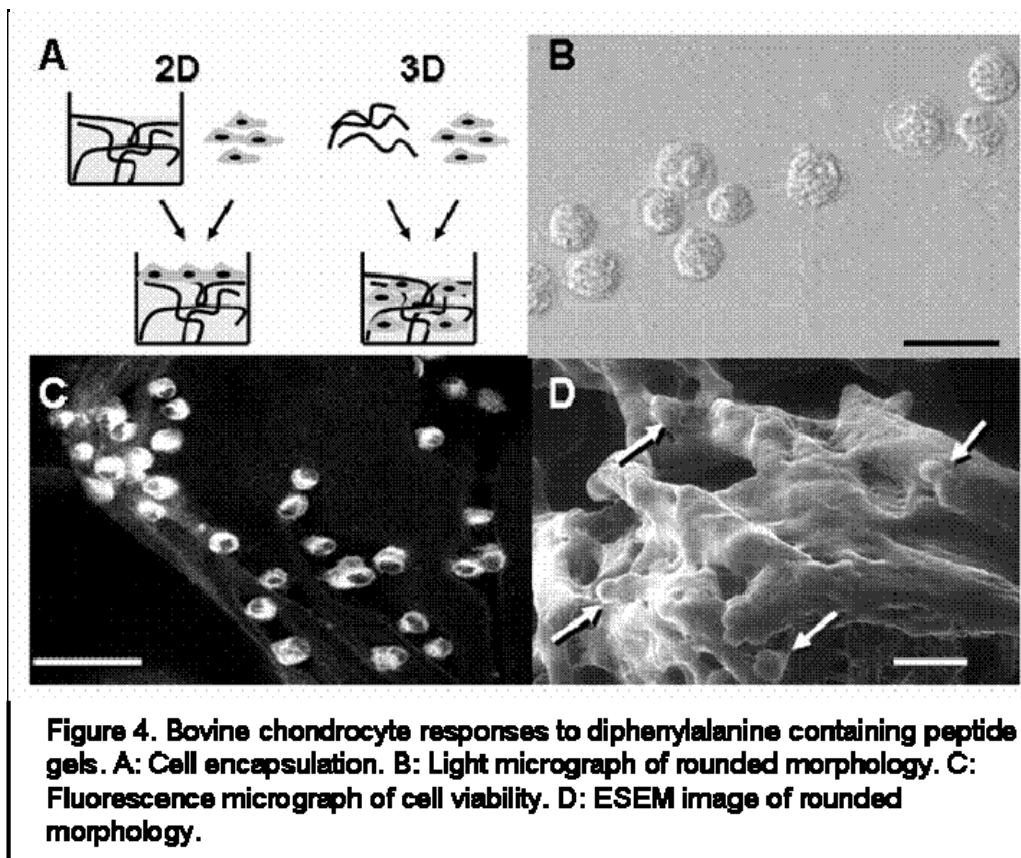 A
2D
3D
B
C
D
Figure 4. Bovine chondrocyte responses to diphenylalanine containing peptide
gels. A: Cell encapsulation. B: Light micrograph of rounded morphology. C:
Fluorescence micrograph of cell viability. D: ESEM image of rounded
morphology.